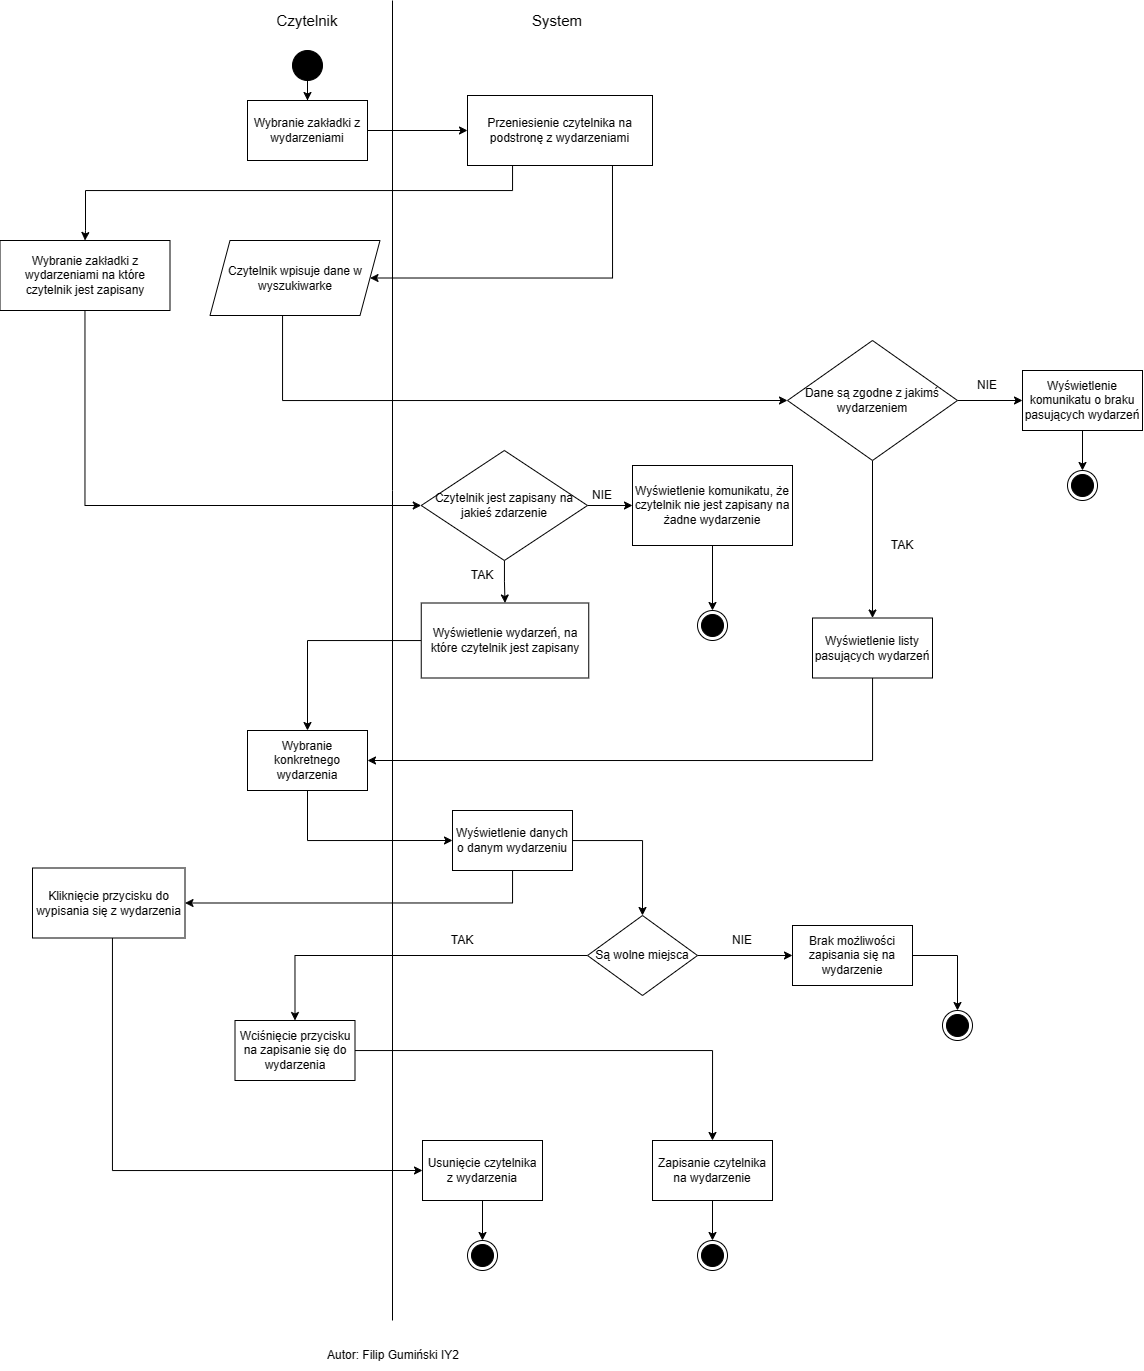 Czytelnik
System
Wybranie zakładki z
wydarzeniami
Przeniesienie czytelnika na
podstronę z wydarzeniami
Wybranie zakładki z
wydarzeniami na które
czytelnik jest zapisany
Czytelnik wpisuje dane w
wyszukiwarke
Dane są zgodne z jakimś
wydarzeniem
NIE
Wyświetlenie
komunikatu o braku
pasujących wydarzeń
Czytelnik jest zapisany na
jakieś zdarzenie
NIE
Wyświetlenie komunikatu, że
czytelnik nie jest zapisany na
żadne wydarzenie
TAK
TAK
Wyświetlenie wydarzeń, na
które czytelnik jest zapisany
Wyświetlenie listy
pasujących wydarzeń
Wybranie
konkretnego
wydarzenia
Wyświetlenie danych
o danym wydarzeniu
Kliknięcie przycisku do
wypisania się z wydarzenia
TAK
Są wolne miejsca
NIE
Brak możliwości
zapisania się na
wydarzenie
Wciśnięcie przycisku
na zapisanie się do
wydarzenia
Usunięcie czytelnika
z wydarzenia
Zapisanie czytelnika
na wydarzenie
Autor: Filip Gumiński IY2